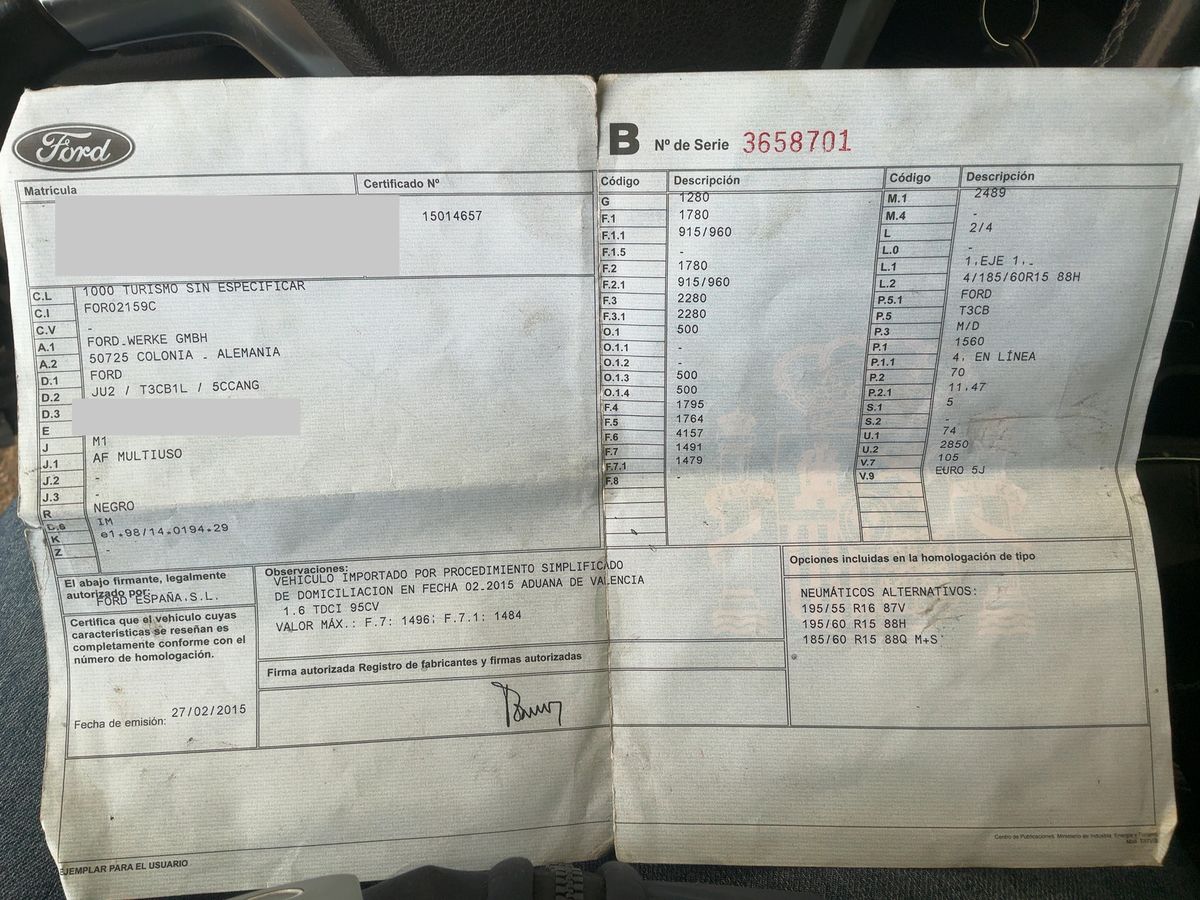 Ford
B Nº de Serie 3658701
Matrícula
Certificado Nº
15014657
C.L 1000 TURISMO SIN ESPECIFICAR
C.I FOR02159C
C.V -
A.1 FORD-WERKE GMBH
A.2 50725 COLONIA - ALEMANIA
D.1 FORD
D.2 JU2 / T3CB1L / 5CCANG
D.3
E
J M1
J.1 AF MULTIUSO
J.2 -
J.3 -
R NEGRO
D.6 IM
K e1*98/14*0194*29
Z -
Código Descripción
G 1280
F.1 1780
F.1.1 915/960
F.1.5 -
F.2 1780
F.2.1 915/960
F.3 2280
F.3.1 2280
O.1 500
O.1.1 -
O.1.2 -
O.1.3 500
O.1.4 500
F.4 1795
F.5 1764
F.6 4157
F.7 1491
F.7.1 1479
F.8 -
Código Descripción
M.1 2489
M.4 -
L 2/4
L.0 -
L.1 1.EJE 1.-
L.2 4/185/60R15 88H
P.5.1 FORD
P.5 T3CB
P.3 M/D
P.1 1560
P.1.1 4, EN LÍNEA
P.2 70
P.2.1 11,47
S.1 5
S.2 -
U.1 74
U.2 2850
V.7 105
V.9 EURO 5J
El abajo firmante, legalmente
autorizado por:
FORD ESPAÑA.S.L.
Certifica que el vehículo cuyas
características se reseñan es
completamente conforme con el
número de homologación.
Fecha de emisión: 27/02/2015
Observaciones:
VEHICULO IMPORTADO POR PROCEDIMIENTO SIMPLIFICADO
DE DOMICILIACION EN FECHA 02.2015 ADUANA DE VALENCIA
1.6 TDCI 95CV
VALOR MÁX.: F.7: 1496; F.7.1: 1484
Firma autorizada Registro de fabricantes y firmas autorizadas
Opciones incluidas en la homologación de tipo
NEUMÁTICOS ALTERNATIVOS:
195/55 R16 87V
195/60 R15 88H
185/60 R15 88Q M+S
EJEMPLAR PARA EL USUARIO
Centro de Publicaciones. Ministerio de Industria, Energía y Turismo